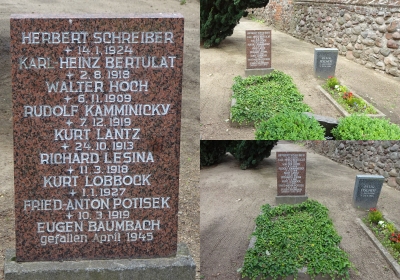 HERBERT SCHREIBER
+ 14.1.1924
KARL-HEINZ BERTULAT
+ 2.8.1918
WALTER HOCH
+ 6.11.1909
RUDOLF KAMMINICKY
+ 7.12.1919
KURT LANTZ
+ 24.10.1913
RICHARD LESINA
+ 11.3.1918
KURT LOBBOCK
+ 1.1.1927
FRIED.-ANTON POTISEK
+ 10.3.1919
EUGEN BAUMBACH
gefallen April 1945